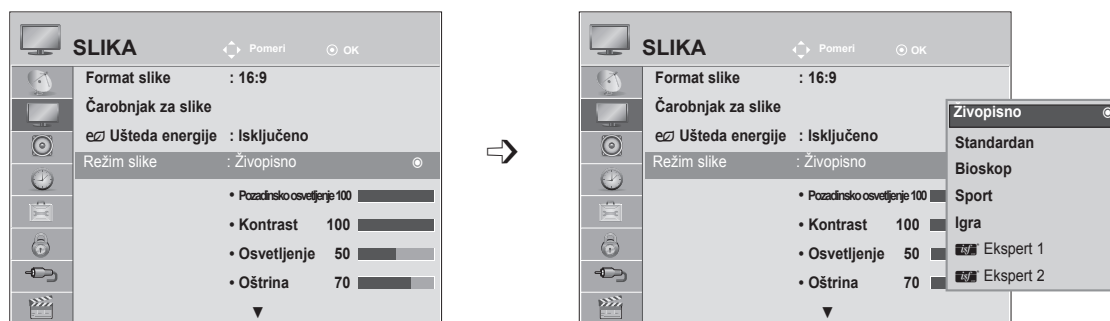 SLIKA Pomeri OK
Format slike : 16:9
Čarobnjak za slike
Ušteda energije : Isključeno
Režim slike : Živopisno
• Pozadinsko osvetljenje 100
• Kontrast 100
• Osvetljenje 50
• Oštrina 70
▼
SLIKA Pomeri OK
Format slike : 16:9
Čarobnjak za slike
Ušteda energije : Isključeno
Režim slike : Živopisno
• Pozadinsko osvetljenje 100
• Kontrast 100
• Osvetljenje 50
• Oštrina 70
▼
Živopisno
Standardan
Bioskop
Sport
Igra
isf Ekspert 1
isf Ekspert 2